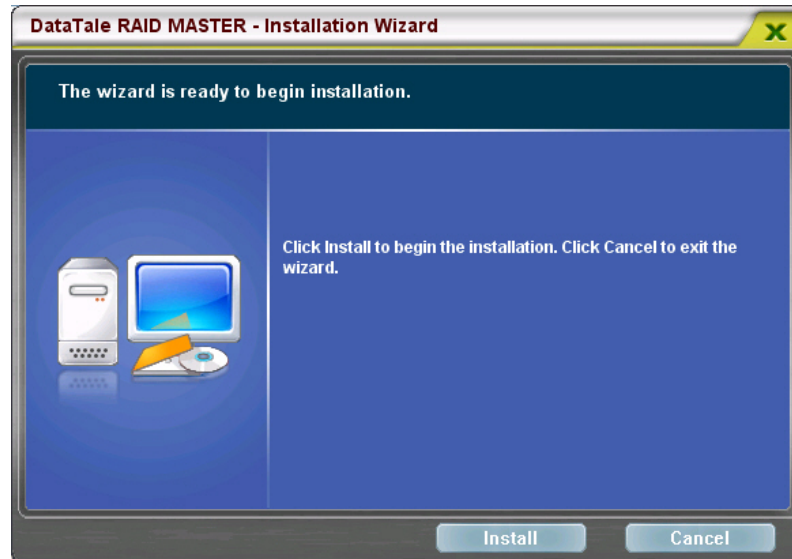 DataTale RAID MASTER - Installation Wizard
X
The wizard is ready to begin installation.
Click Install to begin the installation. Click Cancel to exit the
wizard.
Install
Cancel